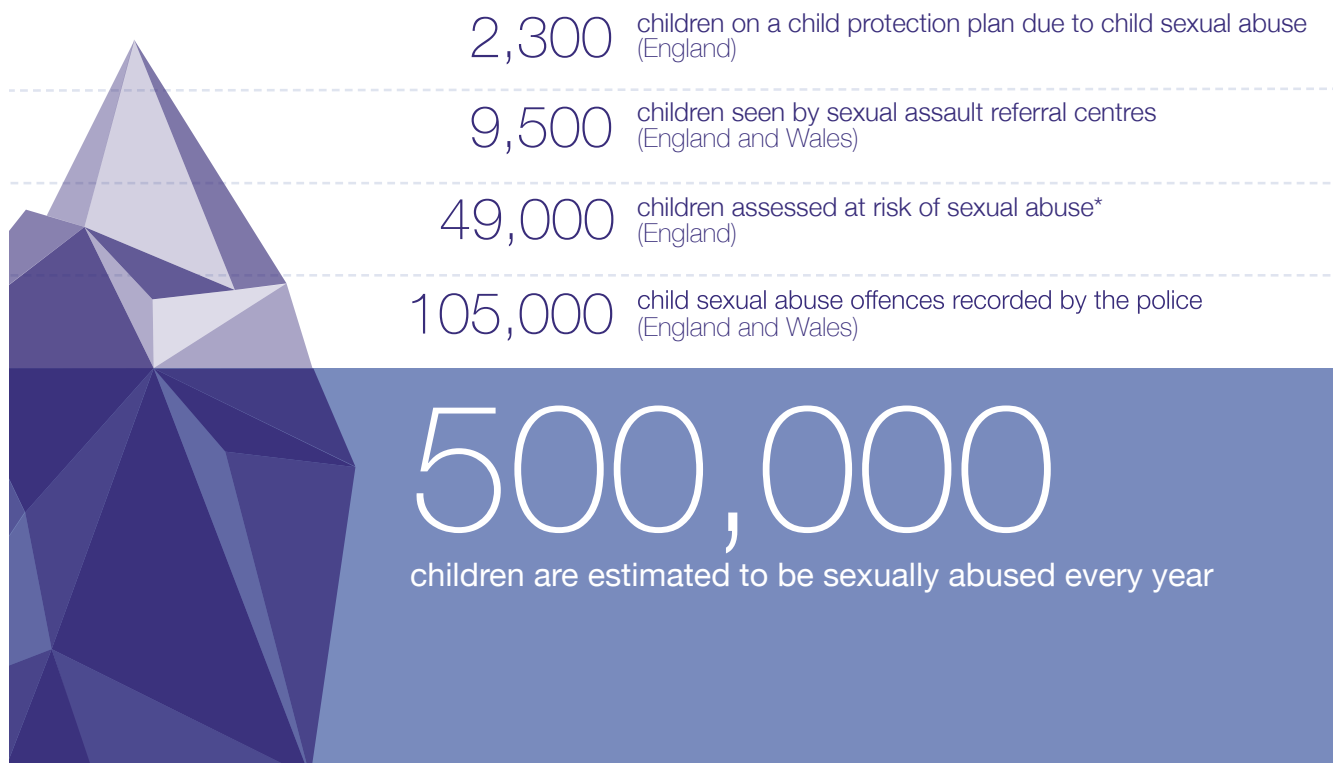 2,300 children on a child protection plan due to child sexual abuse
(England)
9,500 children seen by sexual assault referral centres
(England and Wales)
49,000 children assessed at risk of sexual abuse*
(England)
105,000 child sexual abuse offences recorded by the police
(England and Wales)
500,000
children are estimated to be sexually abused every year